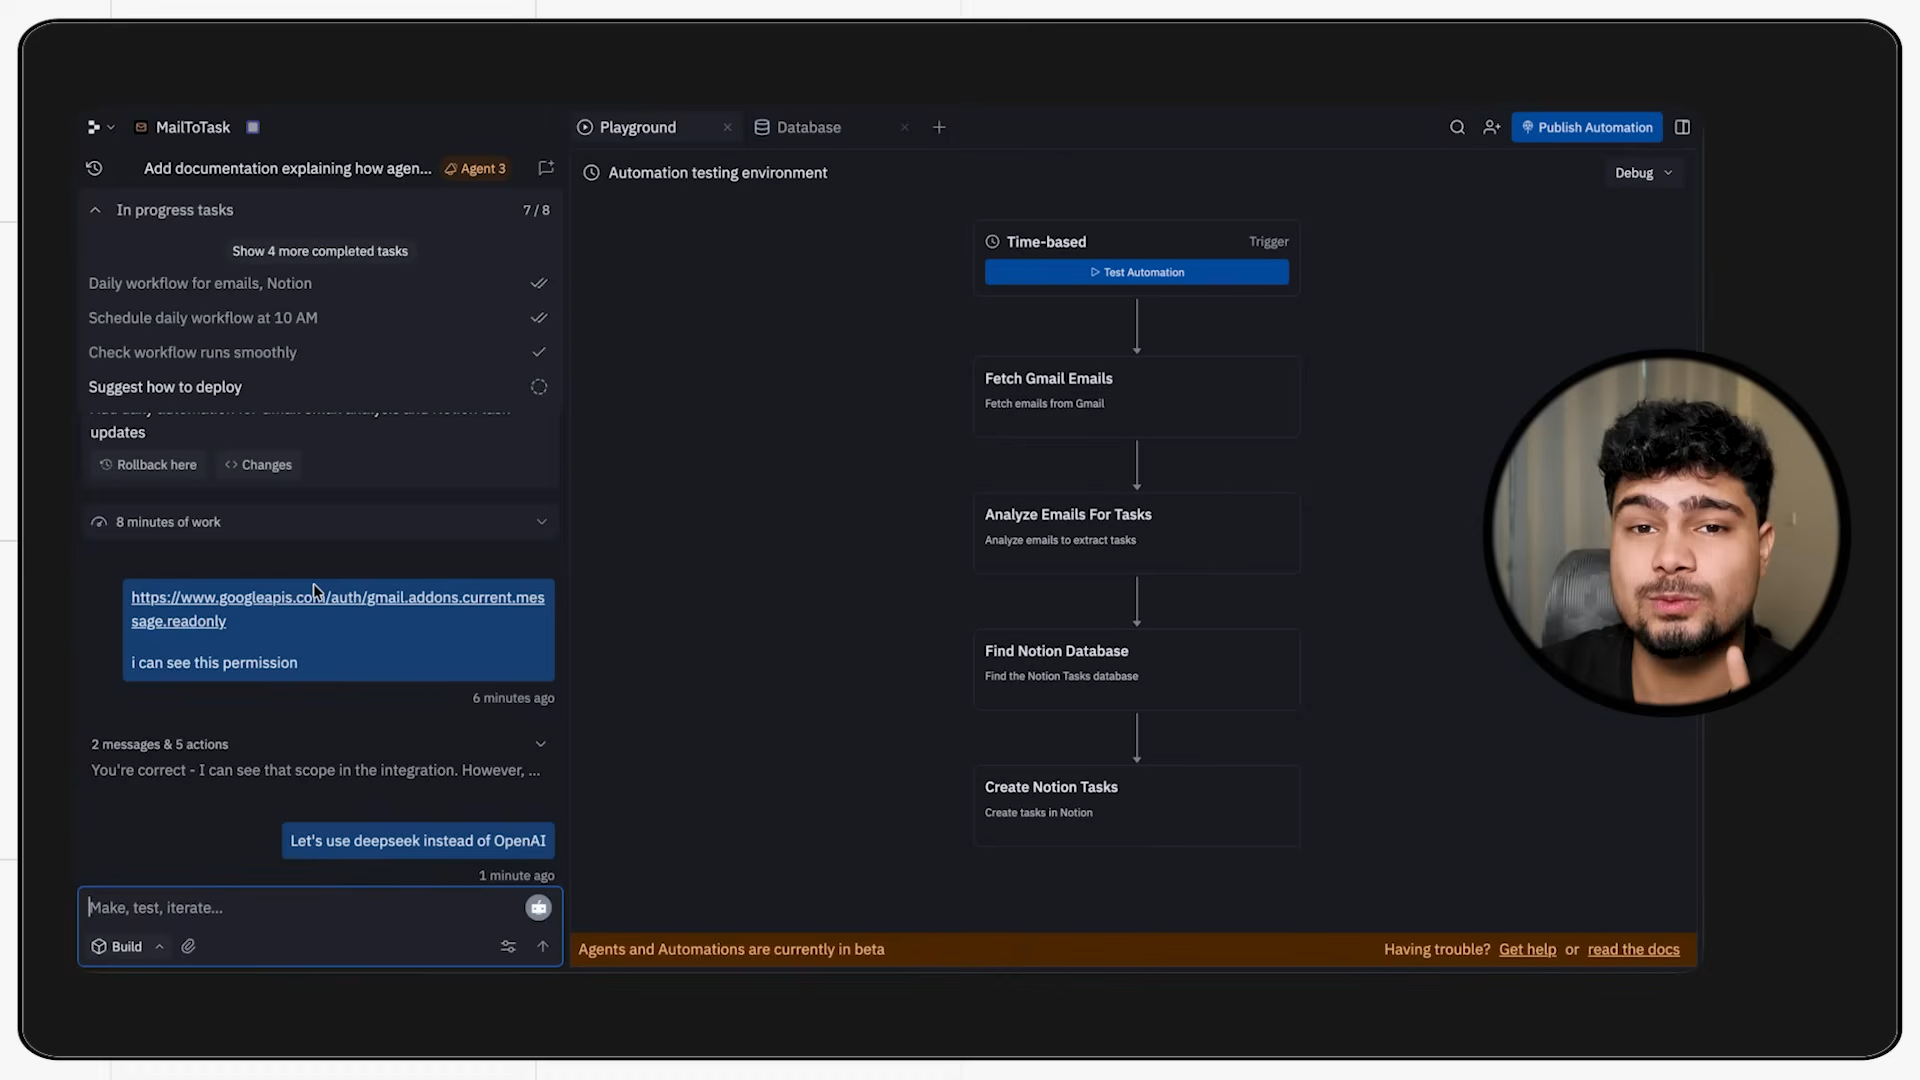 MailToTask
Add documentation explaining how agen...
Agent 3
In progress tasks
7 / 8
Show 4 more completed tasks
Daily workflow for emails, Notion
Schedule daily workflow at 10 AM
Check workflow runs smoothly
Suggest how to deploy
updates
Rollback here
Changes
8 minutes of work
https://www.googleapis.com/auth/gmail.addons.current.mes
sage.readonly
i can see this permission
6 minutes ago
2 messages & 5 actions
You're correct - I can see that scope in the integration. However, ...
Let's use deepseek instead of OpenAI
1 minute ago
Make, test, iterate...
Build
Playground
Database
Publish Automation
Automation testing environment
Debug
Time-based
Trigger
Test Automation
Fetch Gmail Emails
Fetch emails from Gmail
Analyze Emails For Tasks
Analyze emails to extract tasks
Find Notion Database
Find the Notion Tasks database
Create Notion Tasks
Create tasks in Notion
Agents and Automations are currently in beta
Having trouble? Get help or read the docs